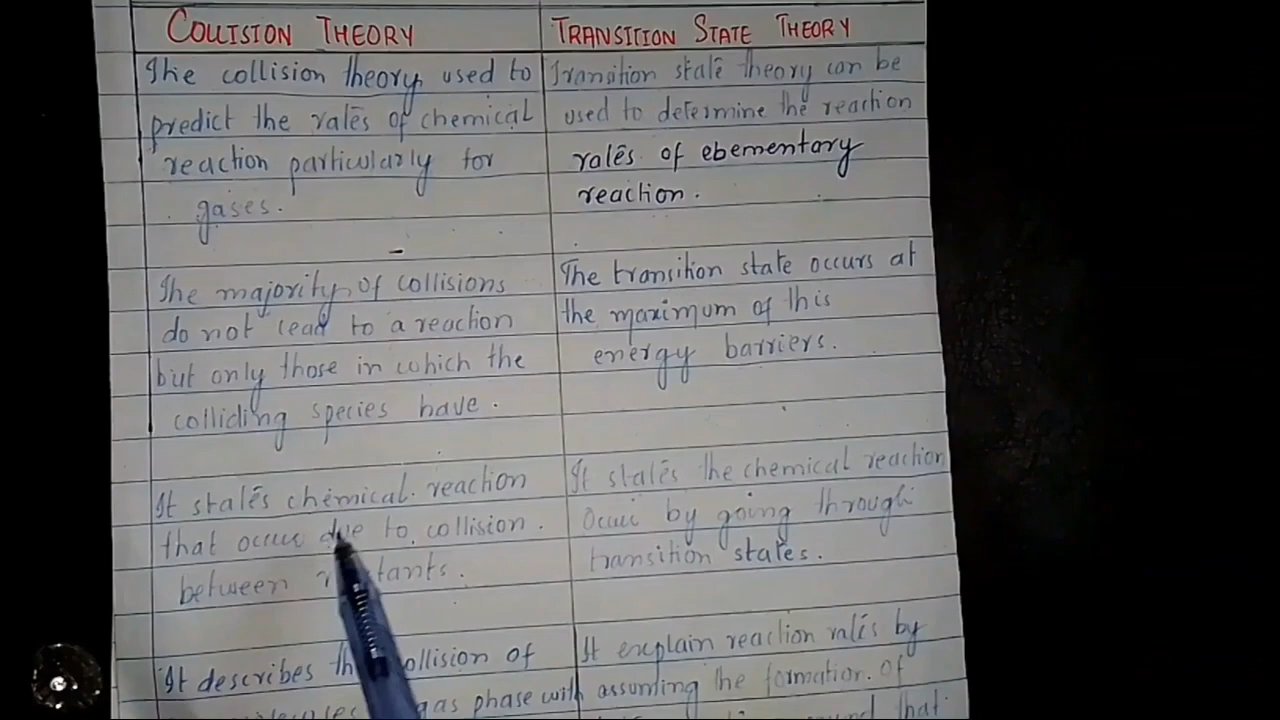 COLLISION THEORY
The collision theory used to
predict the rates of chemical
reaction particularly for
gases.
The majority of collisions
do not lead to a reaction
but only those in which the
colliding species have.
It states chemical reaction
that occur due to collision.
between
It describes collision of
gas phase with
TRANSITION STATE THEORY
Transition state theory can be
used to determine the reaction
rates of ebementary
reaction.
The transition state occurs at
the maximum of this
energy barriers.
It states the chemical reaction
occur by going through
transition states.
It explain reaction rates by
assuming the formation of
that